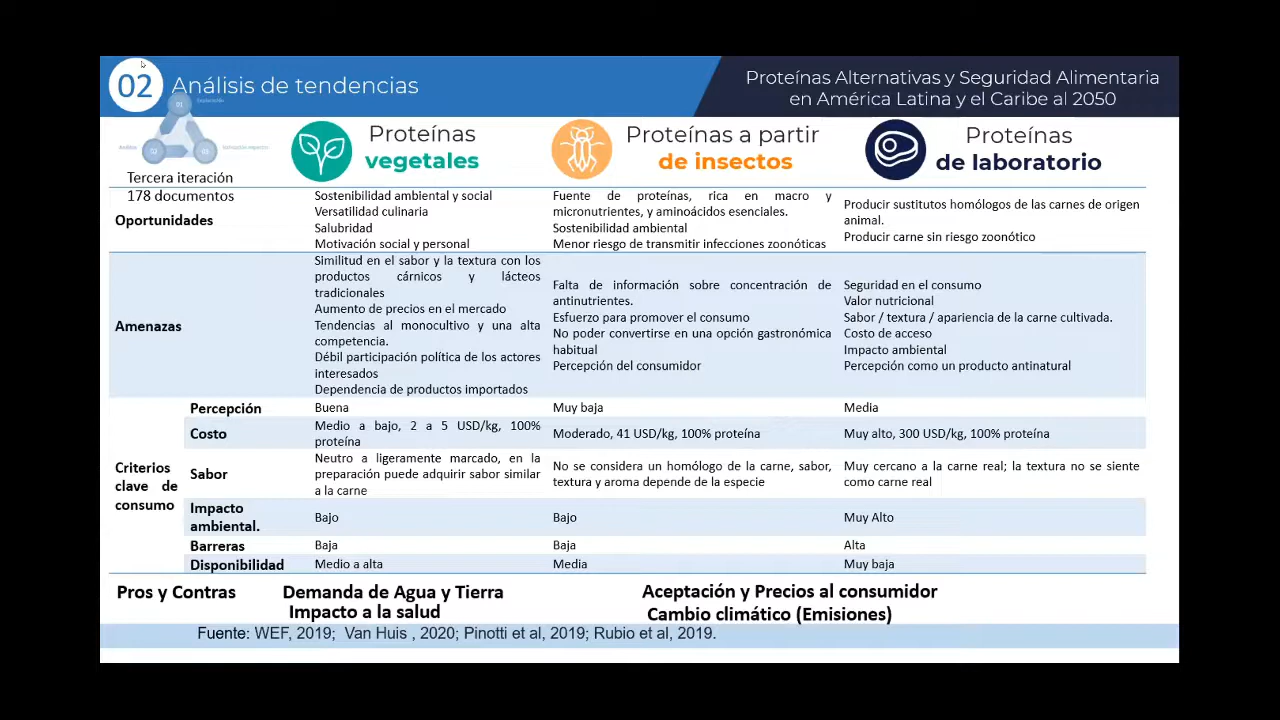 02
Análisis de tendencias
Proteínas Alternativas y Seguridad Alimentaria
en América Latina y el Caribe al 2050
01
Exploración
Análisis
02
03
Tercera iteración
178 documentos
Proteínas
vegetales
Proteínas a partir
de insectos
Proteínas
de laboratorio
Oportunidades
Sostenibilidad ambiental y social
Versatilidad culinaria
Salubridad
Motivación social y personal
Fuente de proteínas, rica en macro y
micronutrientes, y aminoácidos esenciales.
Sostenibilidad ambiental
Menor riesgo de transmitir infecciones zoonóticas
Producir sustitutos homólogos de las carnes de origen
animal.
Producir carne sin riesgo zoonótico
Amenazas
Similitud en el sabor y la textura con los
productos cárnicos y lácteos
tradicionales
Aumento de precios en el mercado
Tendencias al monocultivo y una alta
competencia.
Débil participación política de los actores
interesados
Dependencia de productos importados
Falta de información sobre concentración de
antinutrientes.
Esfuerzo para promover el consumo
No poder convertirse en una opción gastronómica
habitual
Percepción del consumidor
Seguridad en el consumo
Valor nutricional
Sabor / textura / apariencia de la carne cultivada.
Costo de acceso
Impacto ambiental
Percepción como un producto antinatural
Criterios
clave de
consumo
Percepción
Buena
Muy baja
Media
Costo
Medio a bajo, 2 a 5 USD/kg, 100%
proteína
Moderado, 41 USD/kg, 100% proteína
Muy alto, 300 USD/kg, 100% proteína
Sabor
Neutro a ligeramente marcado, en la
preparación puede adquirir sabor similar
a la carne
No se considera un homólogo de la carne, sabor,
textura y aroma depende de la especie
Muy cercano a la carne real; la textura no se siente
como carne real
Impacto
ambiental.
Bajo
Bajo
Muy Alto
Barreras
Baja
Baja
Alta
Disponibilidad
Medio a alta
Media
Muy baja
Pros y Contras
Demanda de Agua y Tierra
Impacto a la salud
Aceptación y Precios al consumidor
Cambio climático (Emisiones)
Fuente: WEF, 2019; Van Huis , 2020; Pinotti et al, 2019; Rubio et al, 2019.